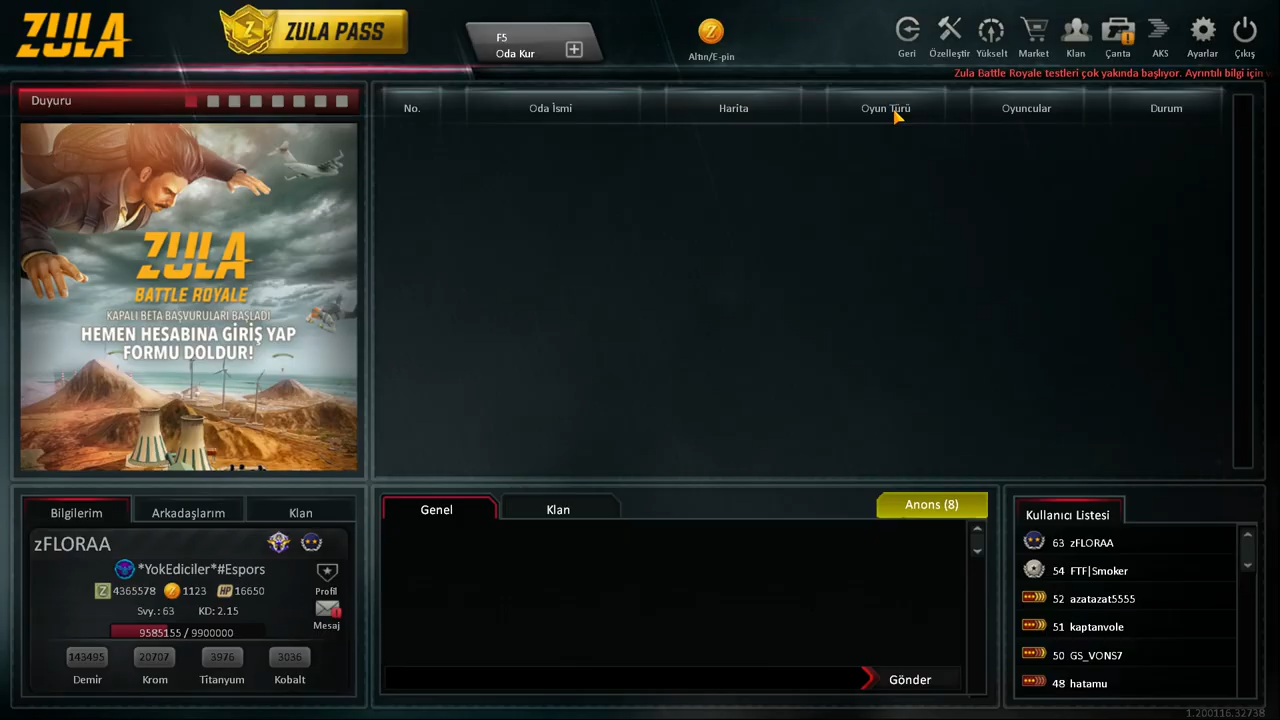 ZULA
ZULA PASS
F5
Oda Kur
Altın/E-pin
Geri
Özelleştir
Yükselt
Market
Klan
Çanta
AKS
Ayarlar
Çıkış
Zula Battle Royale testleri çok yakında başlıyor. Ayrıntılı bilgi için
Duyuru
No.
Oda İsmi
Harita
Oyun Türü
Oyuncular
Durum
ZULA
BATTLE ROYALE
KAPALI BETA BAŞVURULARI BAŞLADI
HEMEN HESABINA GİRİŞ YAP
FORMU DOLDUR!
Bilgilerim
Arkadaşlarım
Klan
zFLORAA
*YokEdiciler*#Espors
4365578
1123
HP 16650
Svy. : 63
KD: 2.15
9585155 / 9900000
Profil
Mesaj
143495
20707
3976
3036
Demir
Krom
Titanyum
Kobalt
Genel
Klan
Anons (8)
Gönder
Kullanıcı Listesi
63 zFLORAA
54 FTF|Smoker
52 azatazat5555
51 kaptanvole
50 GS_VONS7
48 hatamu
1.200116.32738